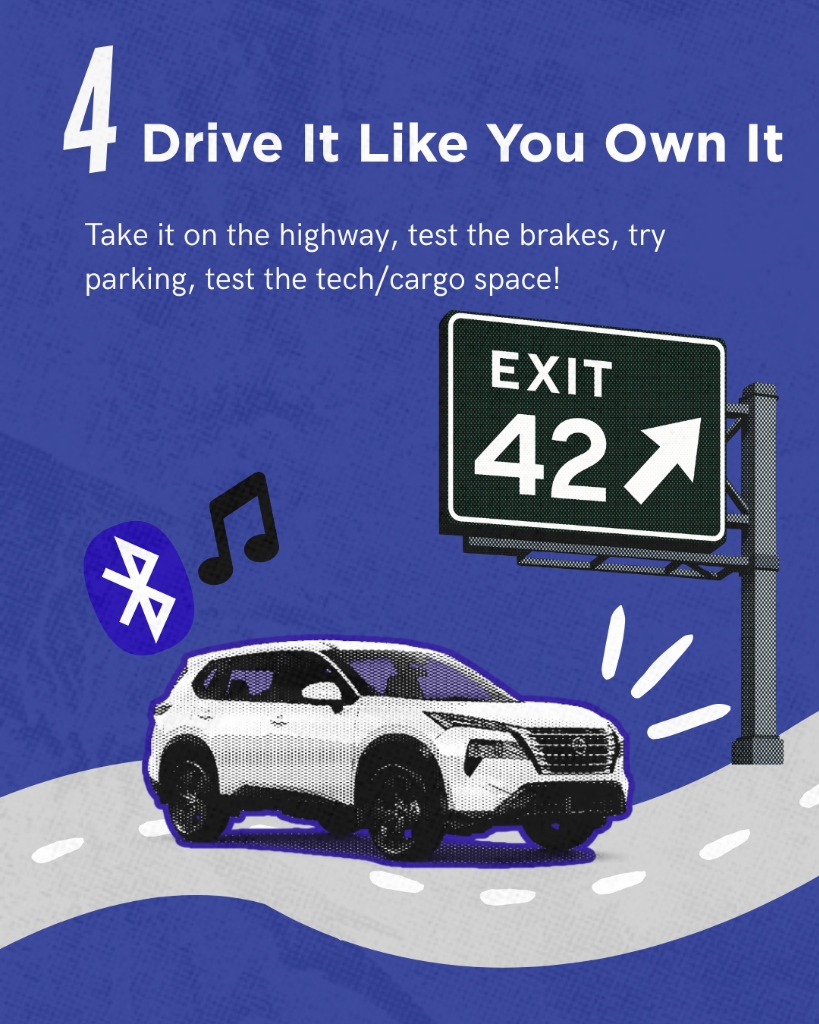 4 Drive It Like You Own It
Take it on the highway, test the brakes, try
parking, test the tech/cargo space!
EXIT
42